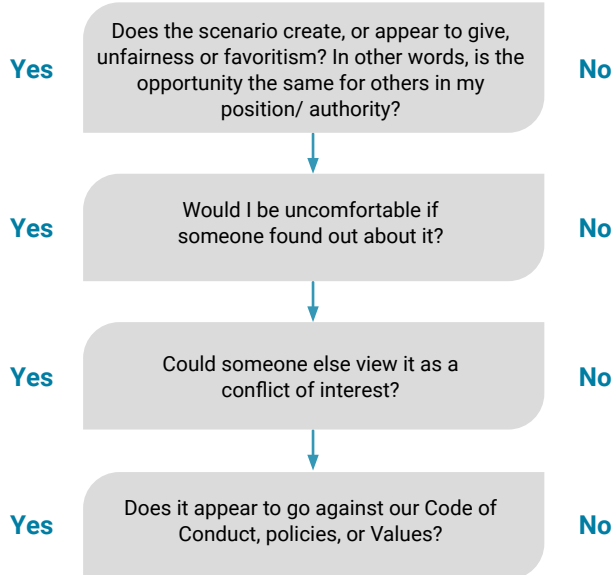 Does the scenario create, or appear to give,
Yes
unfairness or favoritism? In other words, is the
No
opportunity the same for others in my
position/ authority?
Would I be uncomfortable if
Yes
someone found out about it?
No
Could someone else view it as a
Yes
conflict of interest?
No
Does it appear to go against our Code of
Yes
Conduct, policies, or Values?
No